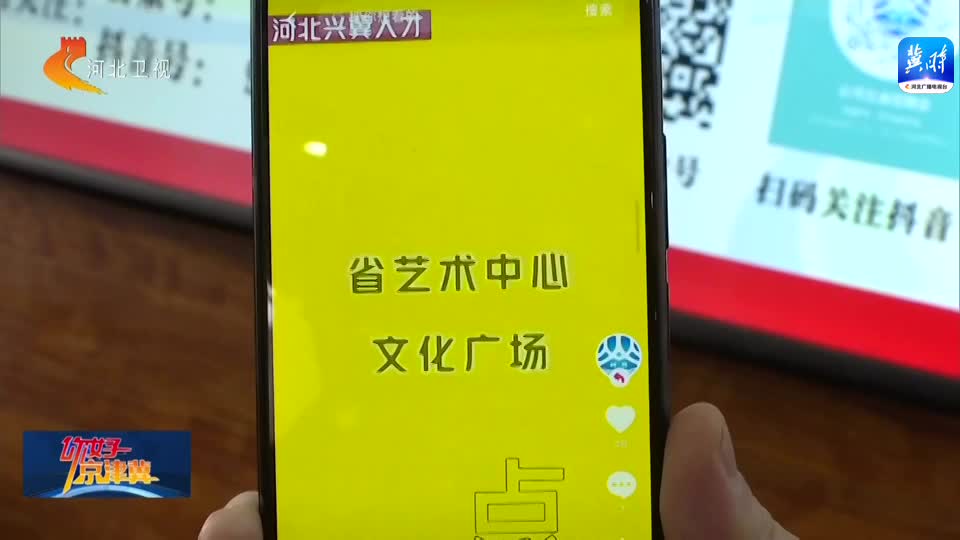 河北卫视
抖音号：
河北兴冀人才
搜索
冀时
河北广播电视台
扫码关注抖音
号
省艺术中心
文化广场
点
你好
京津冀